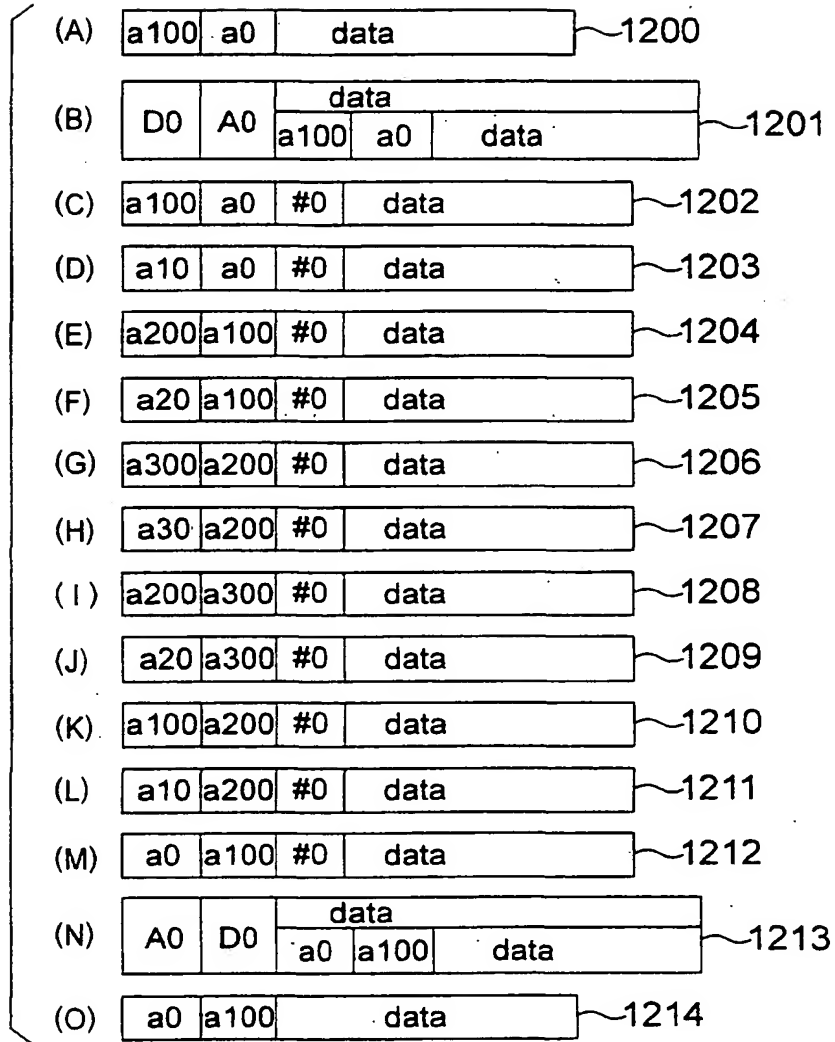 (A) a100 a0 data 1200
(B) D0 A0 data 1201
a100 a0 data
(C) a100 a0 #0 data 1202
(D) a10 a0 #0 data 1203
(E) a200 a100 #0 data 1204
(F) a20 a100 #0 data 1205
(G) a300 a200 #0 data 1206
(H) a30 a200 #0 data 1207
(I) a200 a300 #0 data 1208
(J) a20 a300 #0 data 1209
(K) a100 a200 #0 data 1210
(L) a10 a200 #0 data 1211
(M) a0 a100 #0 data 1212
(N) A0 D0 data 1213
a0 a100 data
(O) a0 a100 data 1214